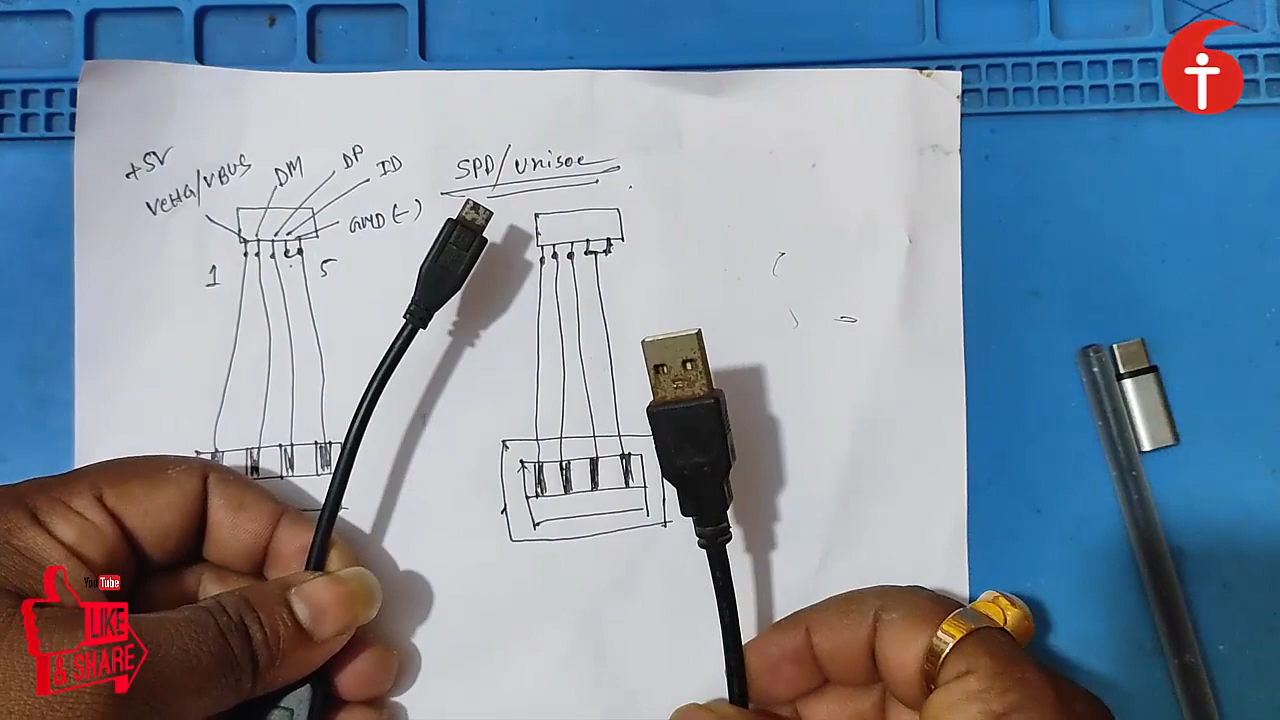 +5V
VCHG/VBUS
DM
DP
ID
GND (-)
1
5
SPD/Unisoc
YouTube
LIKE
& SHARE